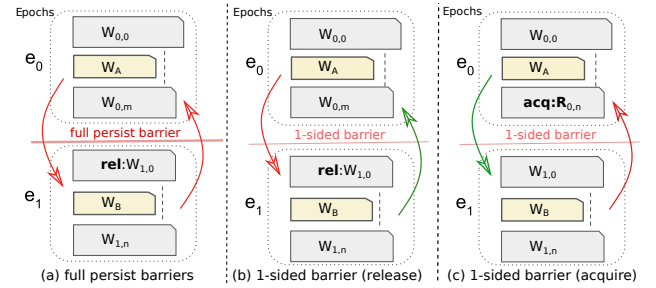 Epochs
W0,0
e0
WA
W0,m
full persist barrier
rel:W1,0
e1
WB
W1,n
(a) full persist barriers
Epochs
W0,0
e0
WA
W0,m
1-sided barrier
rel:W1,0
e1
WB
W1,n
(b) 1-sided barrier (release)
Epochs
W0,0
e0
WA
acq:R0,n
1-sided barrier
W1,0
e1
WB
W1,n
(c) 1-sided barrier (acquire)